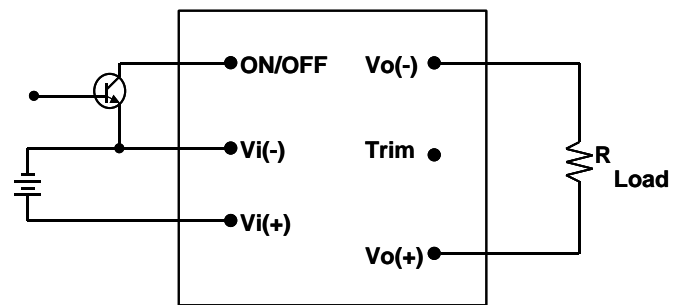 ON/OFF
Vo(-)
Vi(-)
Trim
R
Load
Vi(+)
Vo(+)